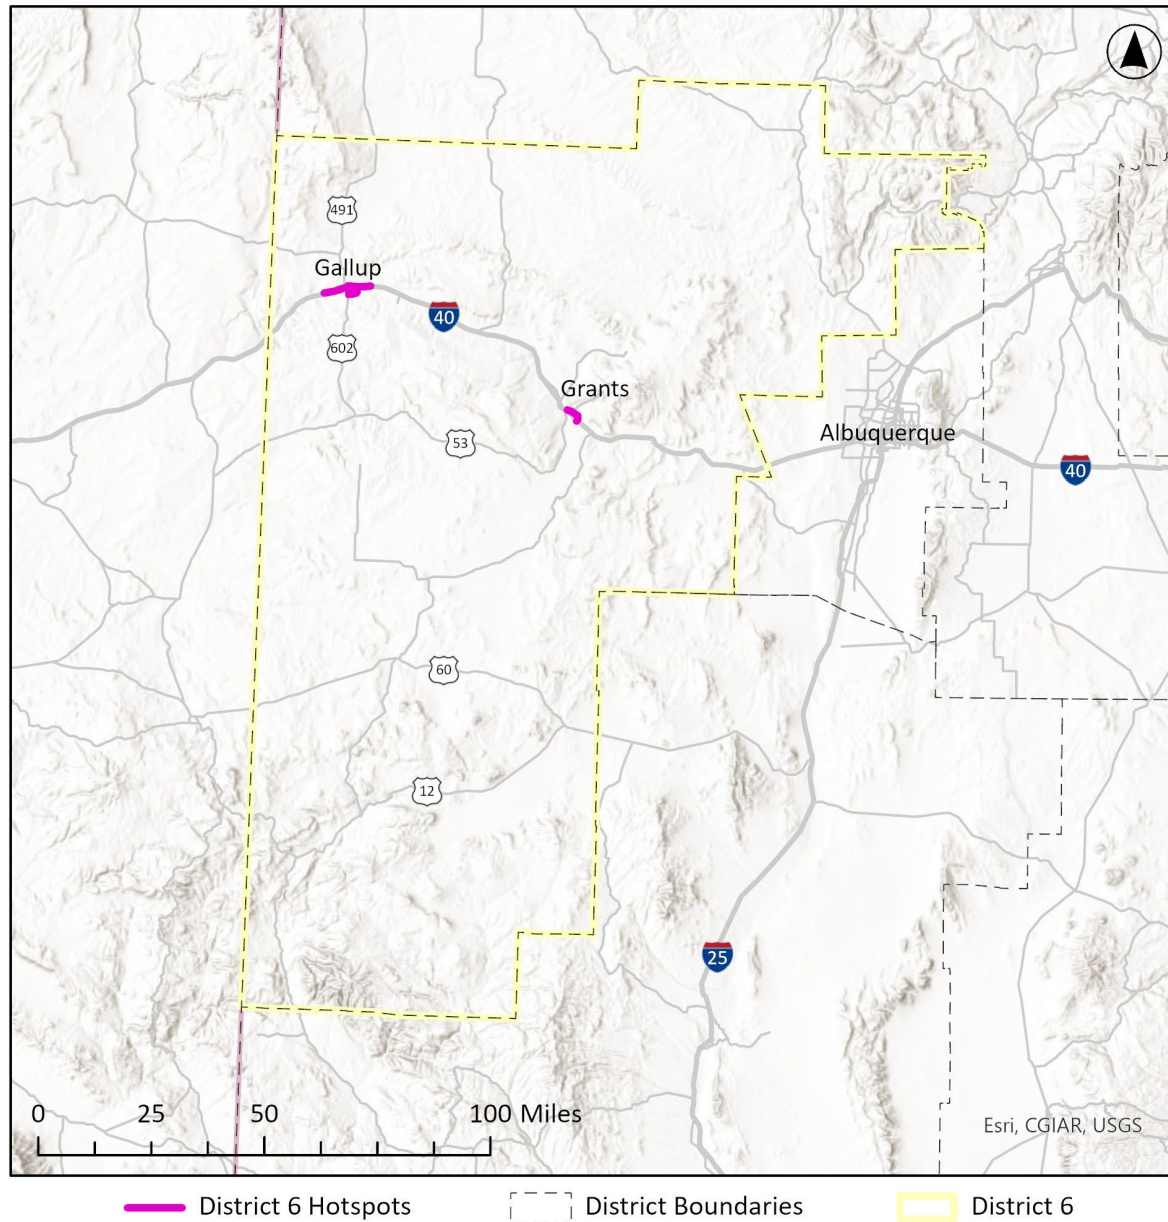 491
Gallup
40
602
Grants
53
Albuquerque
40
60
12
25
0 25 50 100 Miles
Esri, CGIAR, USGS
District 6 Hotspots District Boundaries District 6